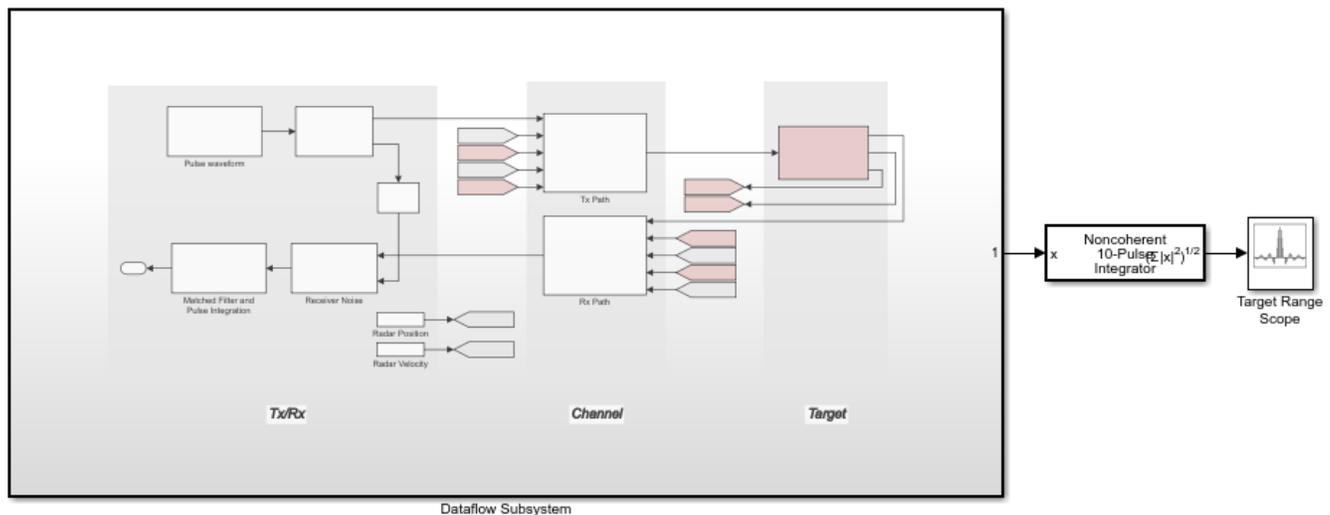 Pulse waveform
Tx Path
Matched Filter and
Pulse Integration
Receiver Noise
Rx Path
Radar Position
Radar Velocity
Tx/Rx
Channel
Target
1
x
Noncoherent
10-Pulse
Integrator
(Σ|x|²)1/2
Target Range
Scope
Dataflow Subsystem